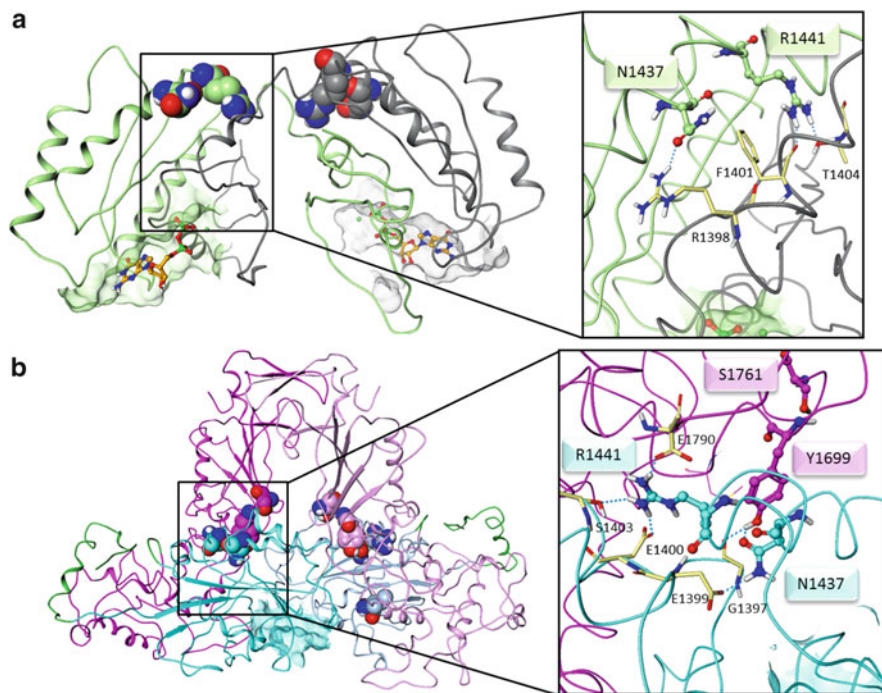 a
R1441
N1437
F1401
T1404
R1398
b
S1761
E1790
R1441
Y1699
S1403
E1400
N1437
E1399
G1397